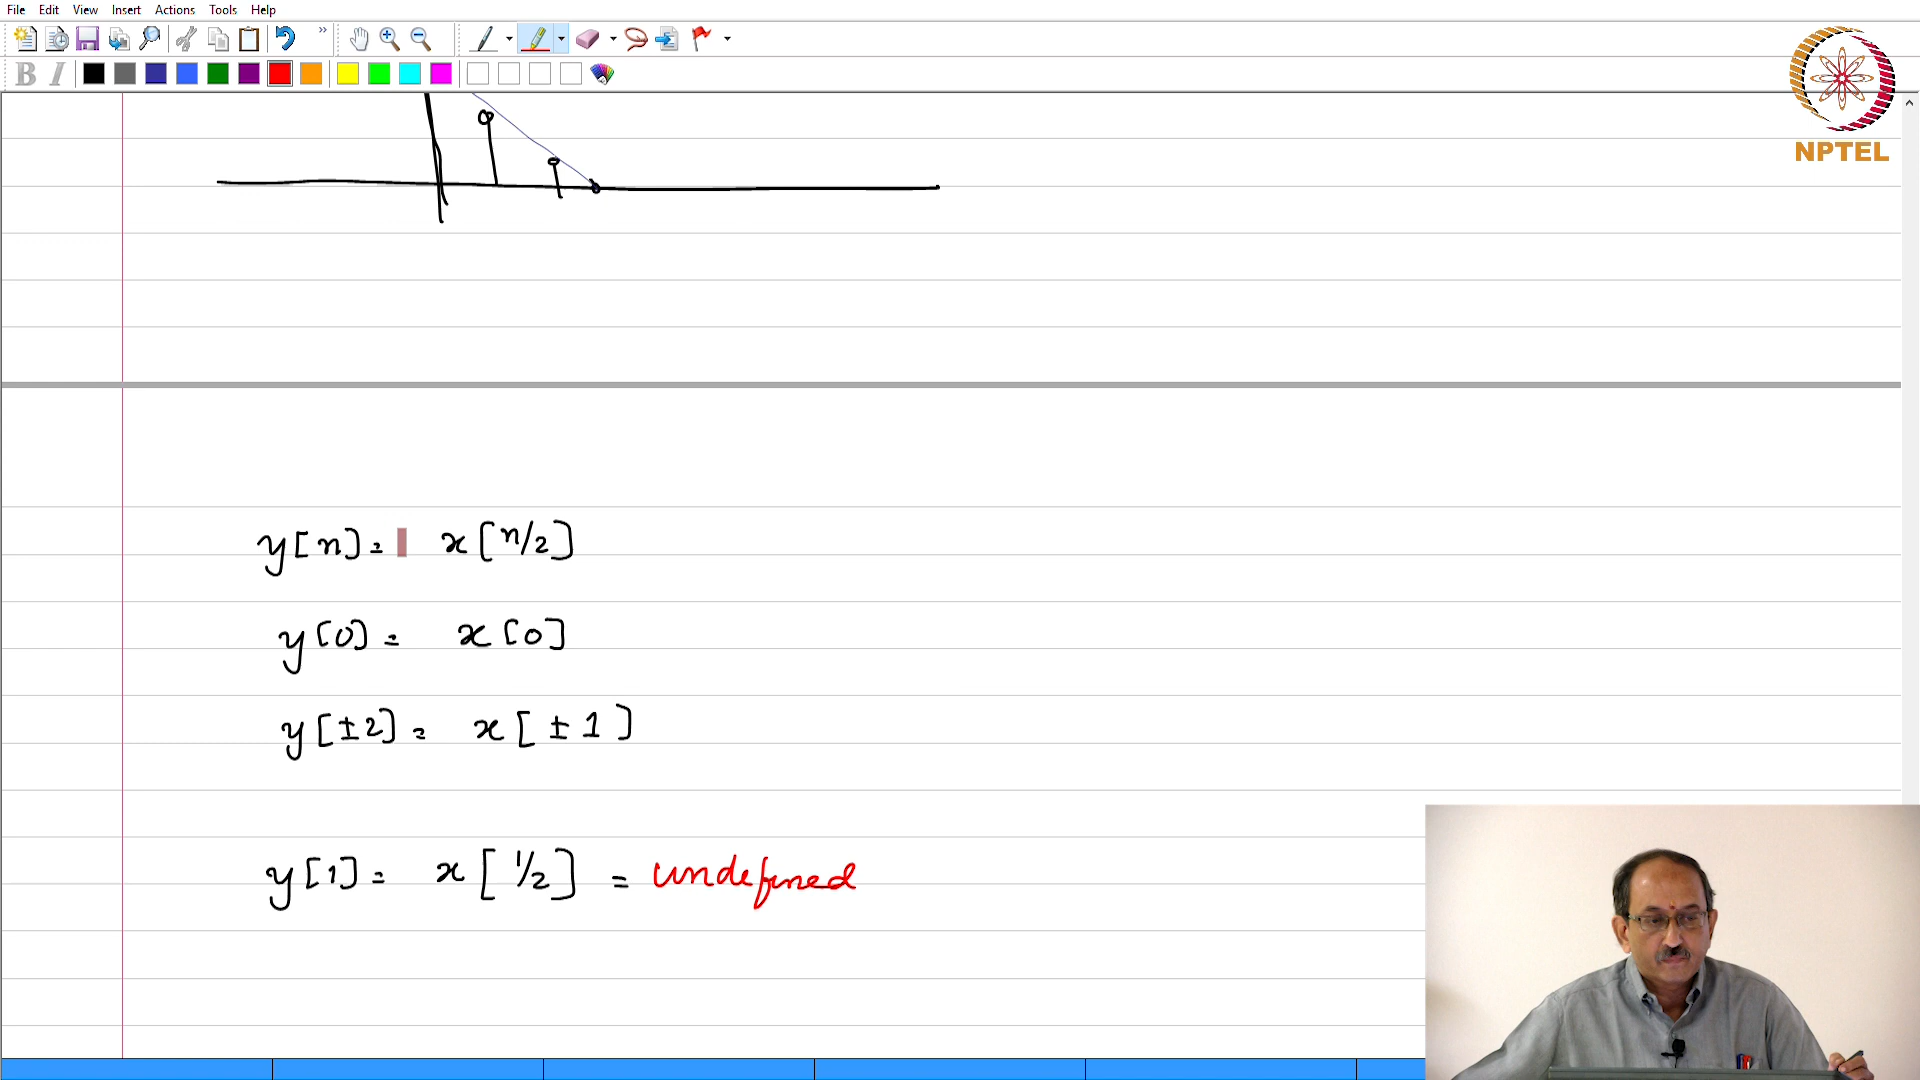 File Edit View Insert Actions Tools Help
B I
NPTEL
y[n] = x[n/2]
y[0] = x[0]
y[±2] = x[±1]
y[1] = x[1/2] = undefined